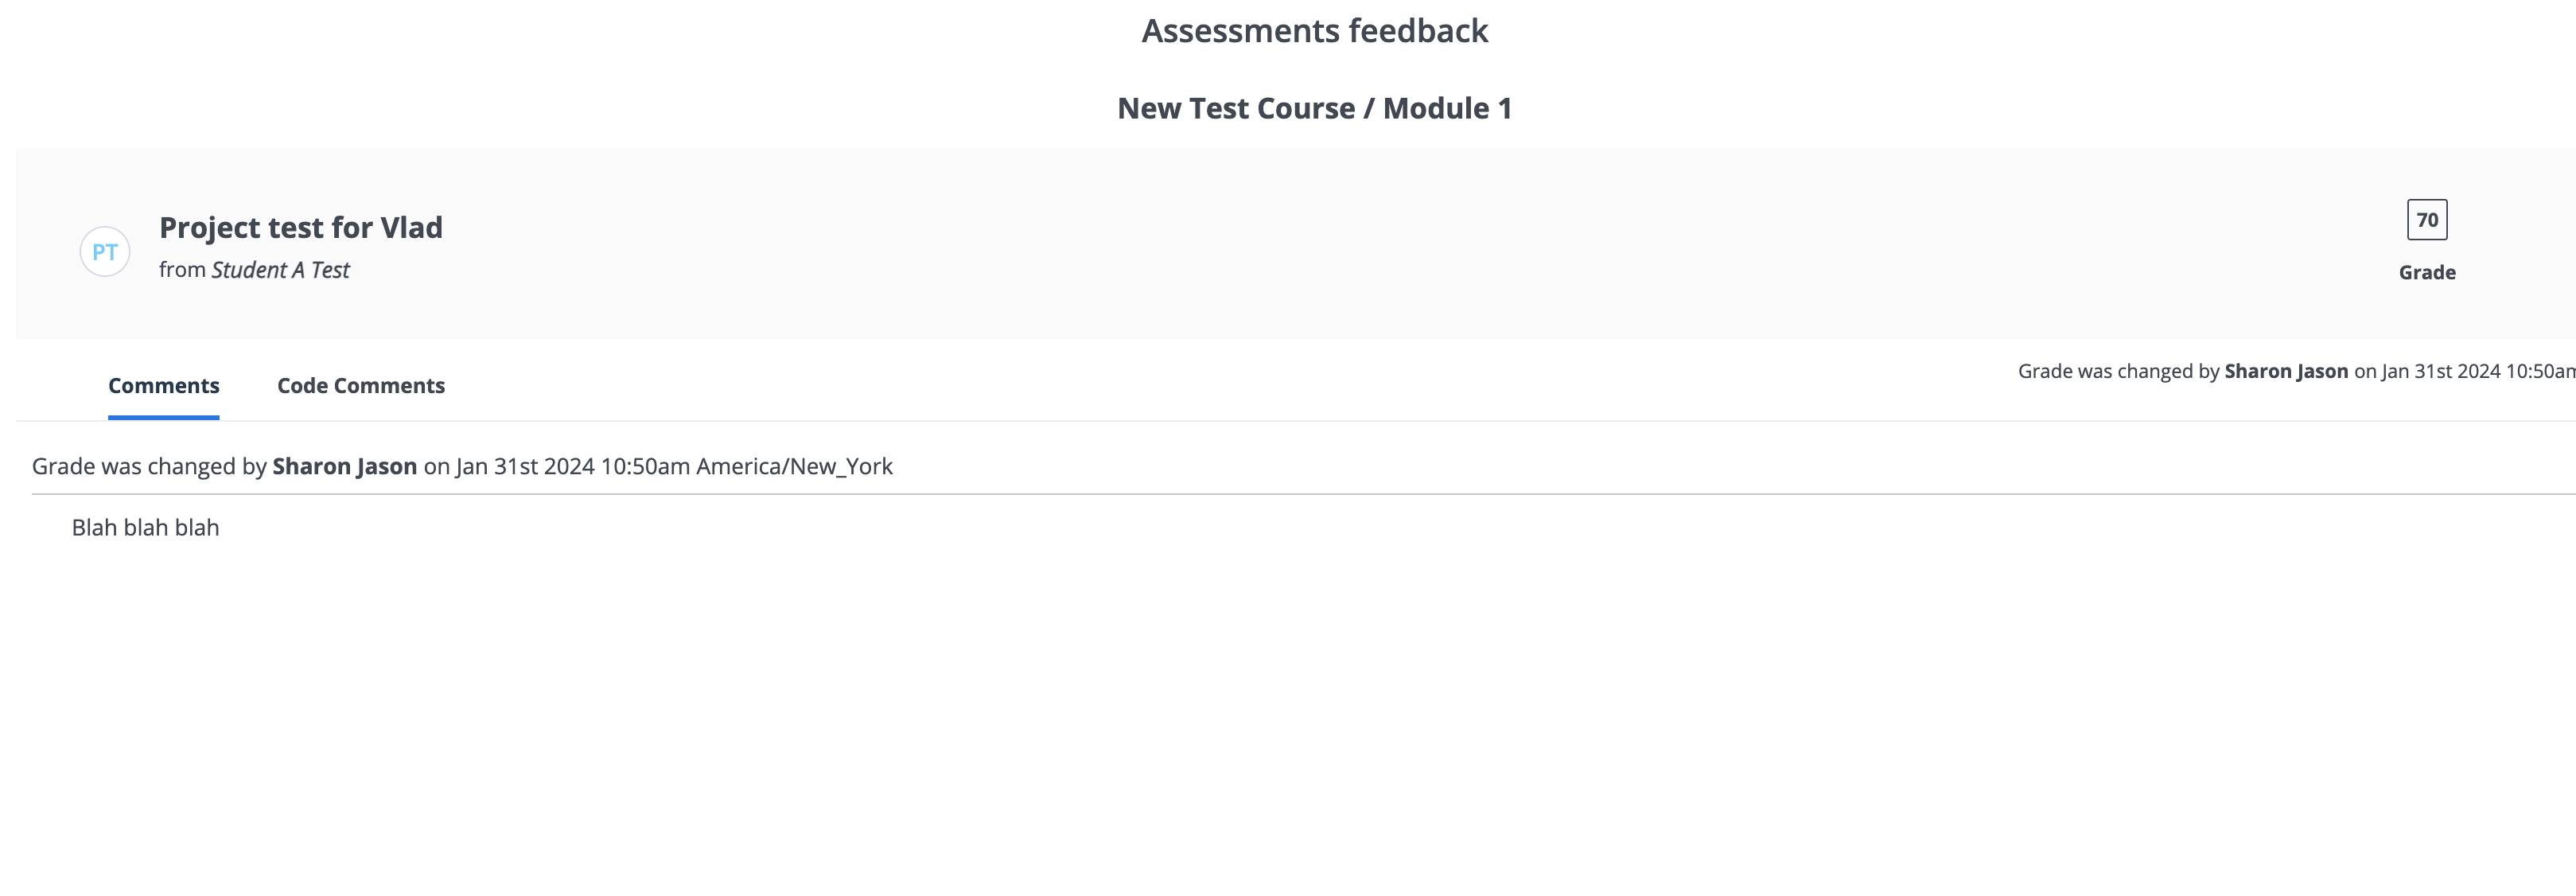 Assessments feedback
New Test Course / Module 1
PT
Project test for Vlad
from Student A Test
70
Grade
Comments
Code Comments
Grade was changed by Sharon Jason on Jan 31st 2024 10:50am
Grade was changed by Sharon Jason on Jan 31st 2024 10:50am America/New_York
Blah blah blah